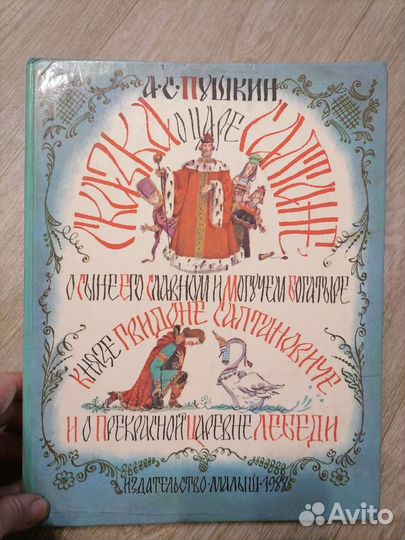 А·С·ПУШКИН
СКАЗКА О ЦАРЕ САЛТАНЕ,
О СЫНЕ ЕГО СЛАВНОМ И МОГУЧЕМ БОГАТЫРЕ
КНЯЗЕ ГВИДОНЕ САЛТАНОВИЧЕ,
И О ПРЕКРАСНОЙ ЦАРЕВНЕ ЛЕБЕДИ
ИЗДАТЕЛЬСТВО·МАЛЫШ·1988
Avito